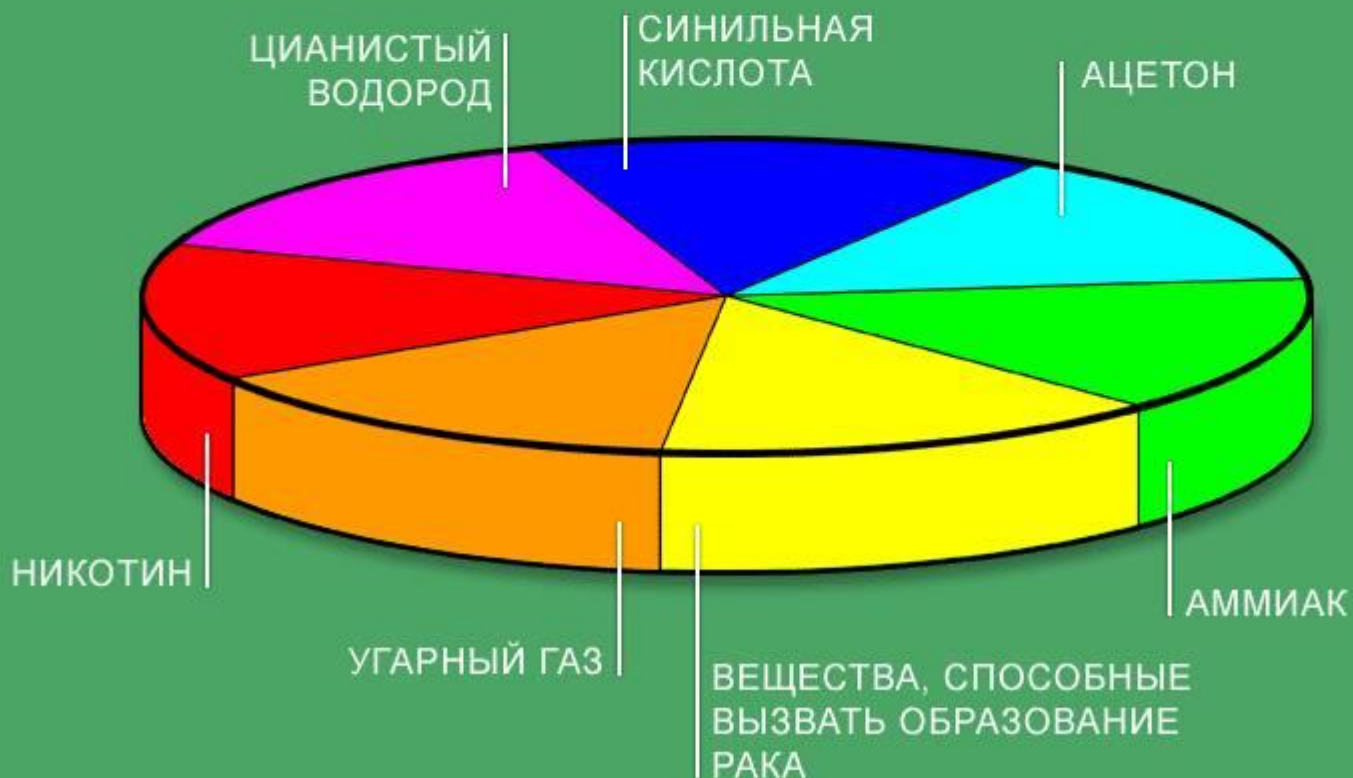 ЦИАНИСТЫЙ
ВОДОРОД
СИНИЛЬНАЯ
КИСЛОТА
АЦЕТОН
НИКОТИН
УГАРНЫЙ ГАЗ
ВЕЩЕСТВА, СПОСОБНЫЕ
ВЫЗВАТЬ ОБРАЗОВАНИЕ
РАКА
АММИАК